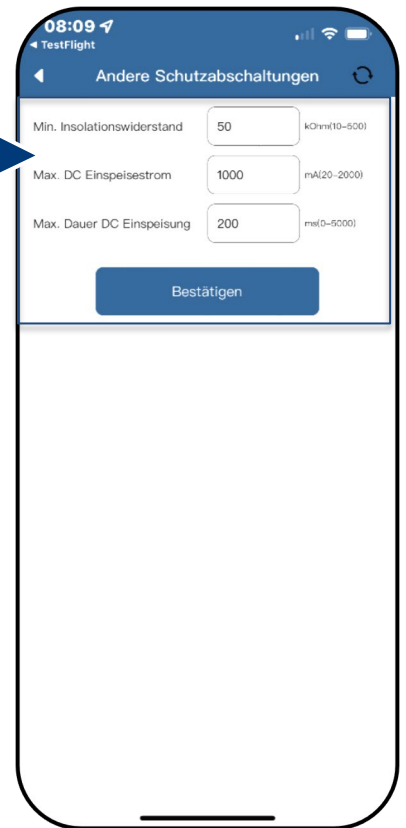 08:09
◀ TestFlight
Andere Schutzabschaltungen
Min. Insolationswiderstand 50 kOhm(10-500)
Max. DC Einspeisestrom 1000 mA(20-2000)
Max. Dauer DC Einspeisung 200 ms(0-5000)
Bestätigen